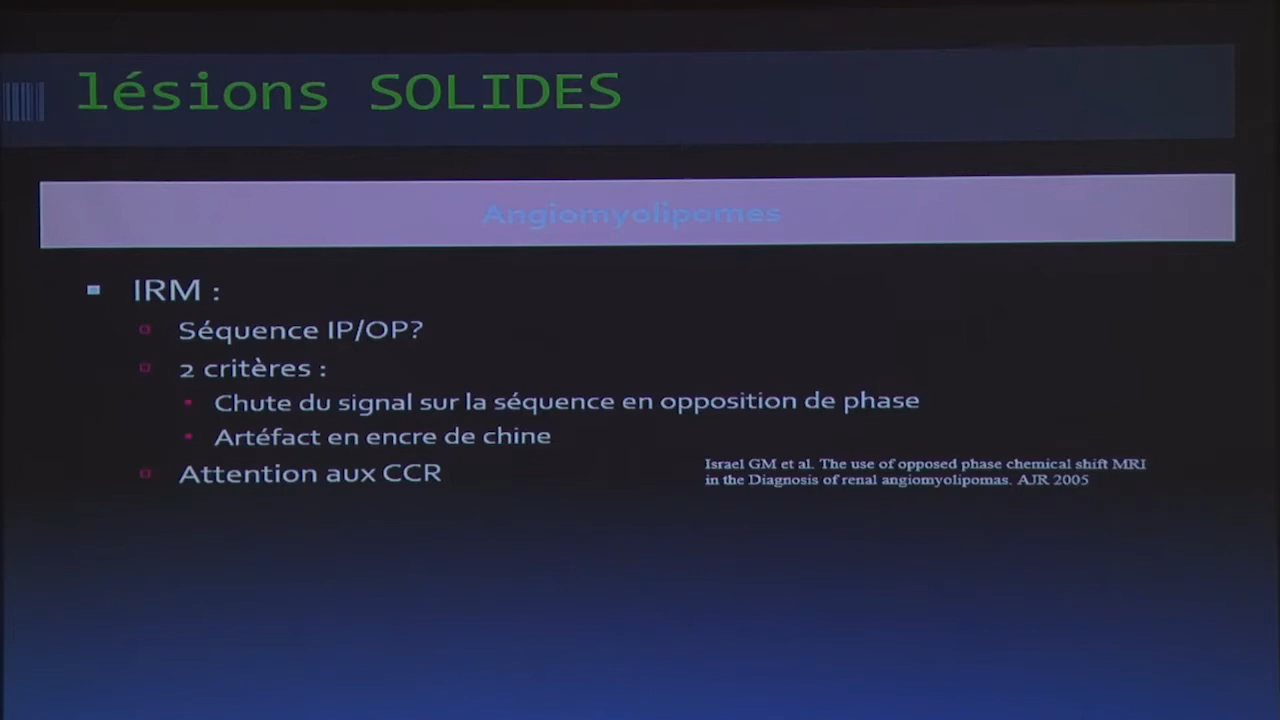 lésions SOLIDES
Angiomyolipomes
IRM :
Séquence IP/OP?
2 critères :
Chute du signal sur la séquence en opposition de phase
Artéfact en encre de chine
Attention aux CCR
Israel GM et al. The use of opposed phase chemical shift MRI
in the Diagnosis of renal angiomyolipomas. AJR 2005